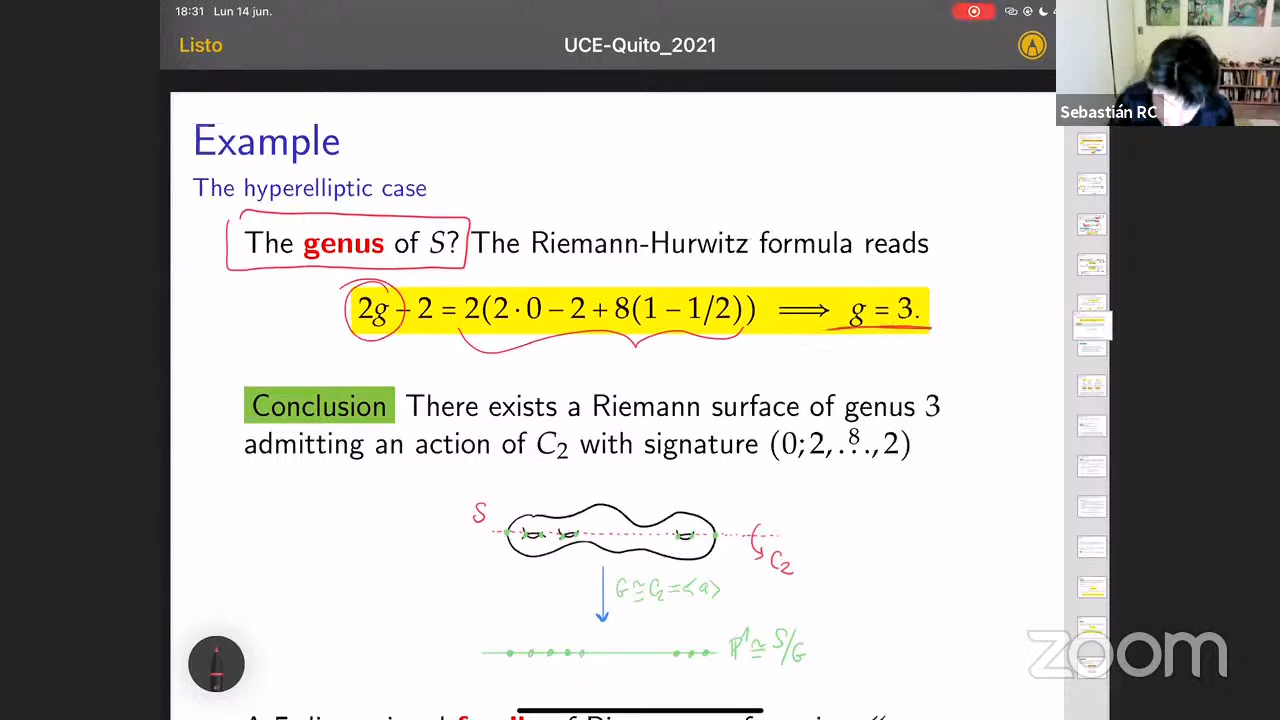 18:31 Lun 14 jun.
Listo
UCE-Quito_2021
Sebastián RC
Example
The hyperelliptic case
The genus of S? The Riemann-Hurwitz formula reads
2g − 2 = 2(2 · 0 − 2 + 8(1 − 1/2)) ⟹ g = 3.
Conclusion There exists a Riemann surface of genus 3
admitting an action of C₂ with signature (0; 2, .⁸., 2)
S
C₂
G ≅ C₂ = <a>
ℙ¹ ≅ S/G
zoom